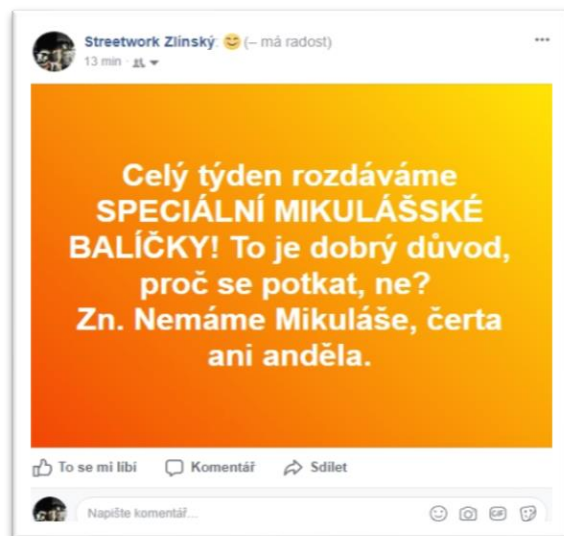 Streetwork Zlínský: (– má radost)
13 min ·
Celý týden rozdáváme
SPECIÁLNÍ MIKULÁŠSKÉ
BALÍČKY! To je dobrý důvod,
proč se potkat, ne?
Zn. Nemáme Mikuláše, čerta
ani anděla.
To se mi líbí Komentář Sdílet
Napište komentář...
GIF